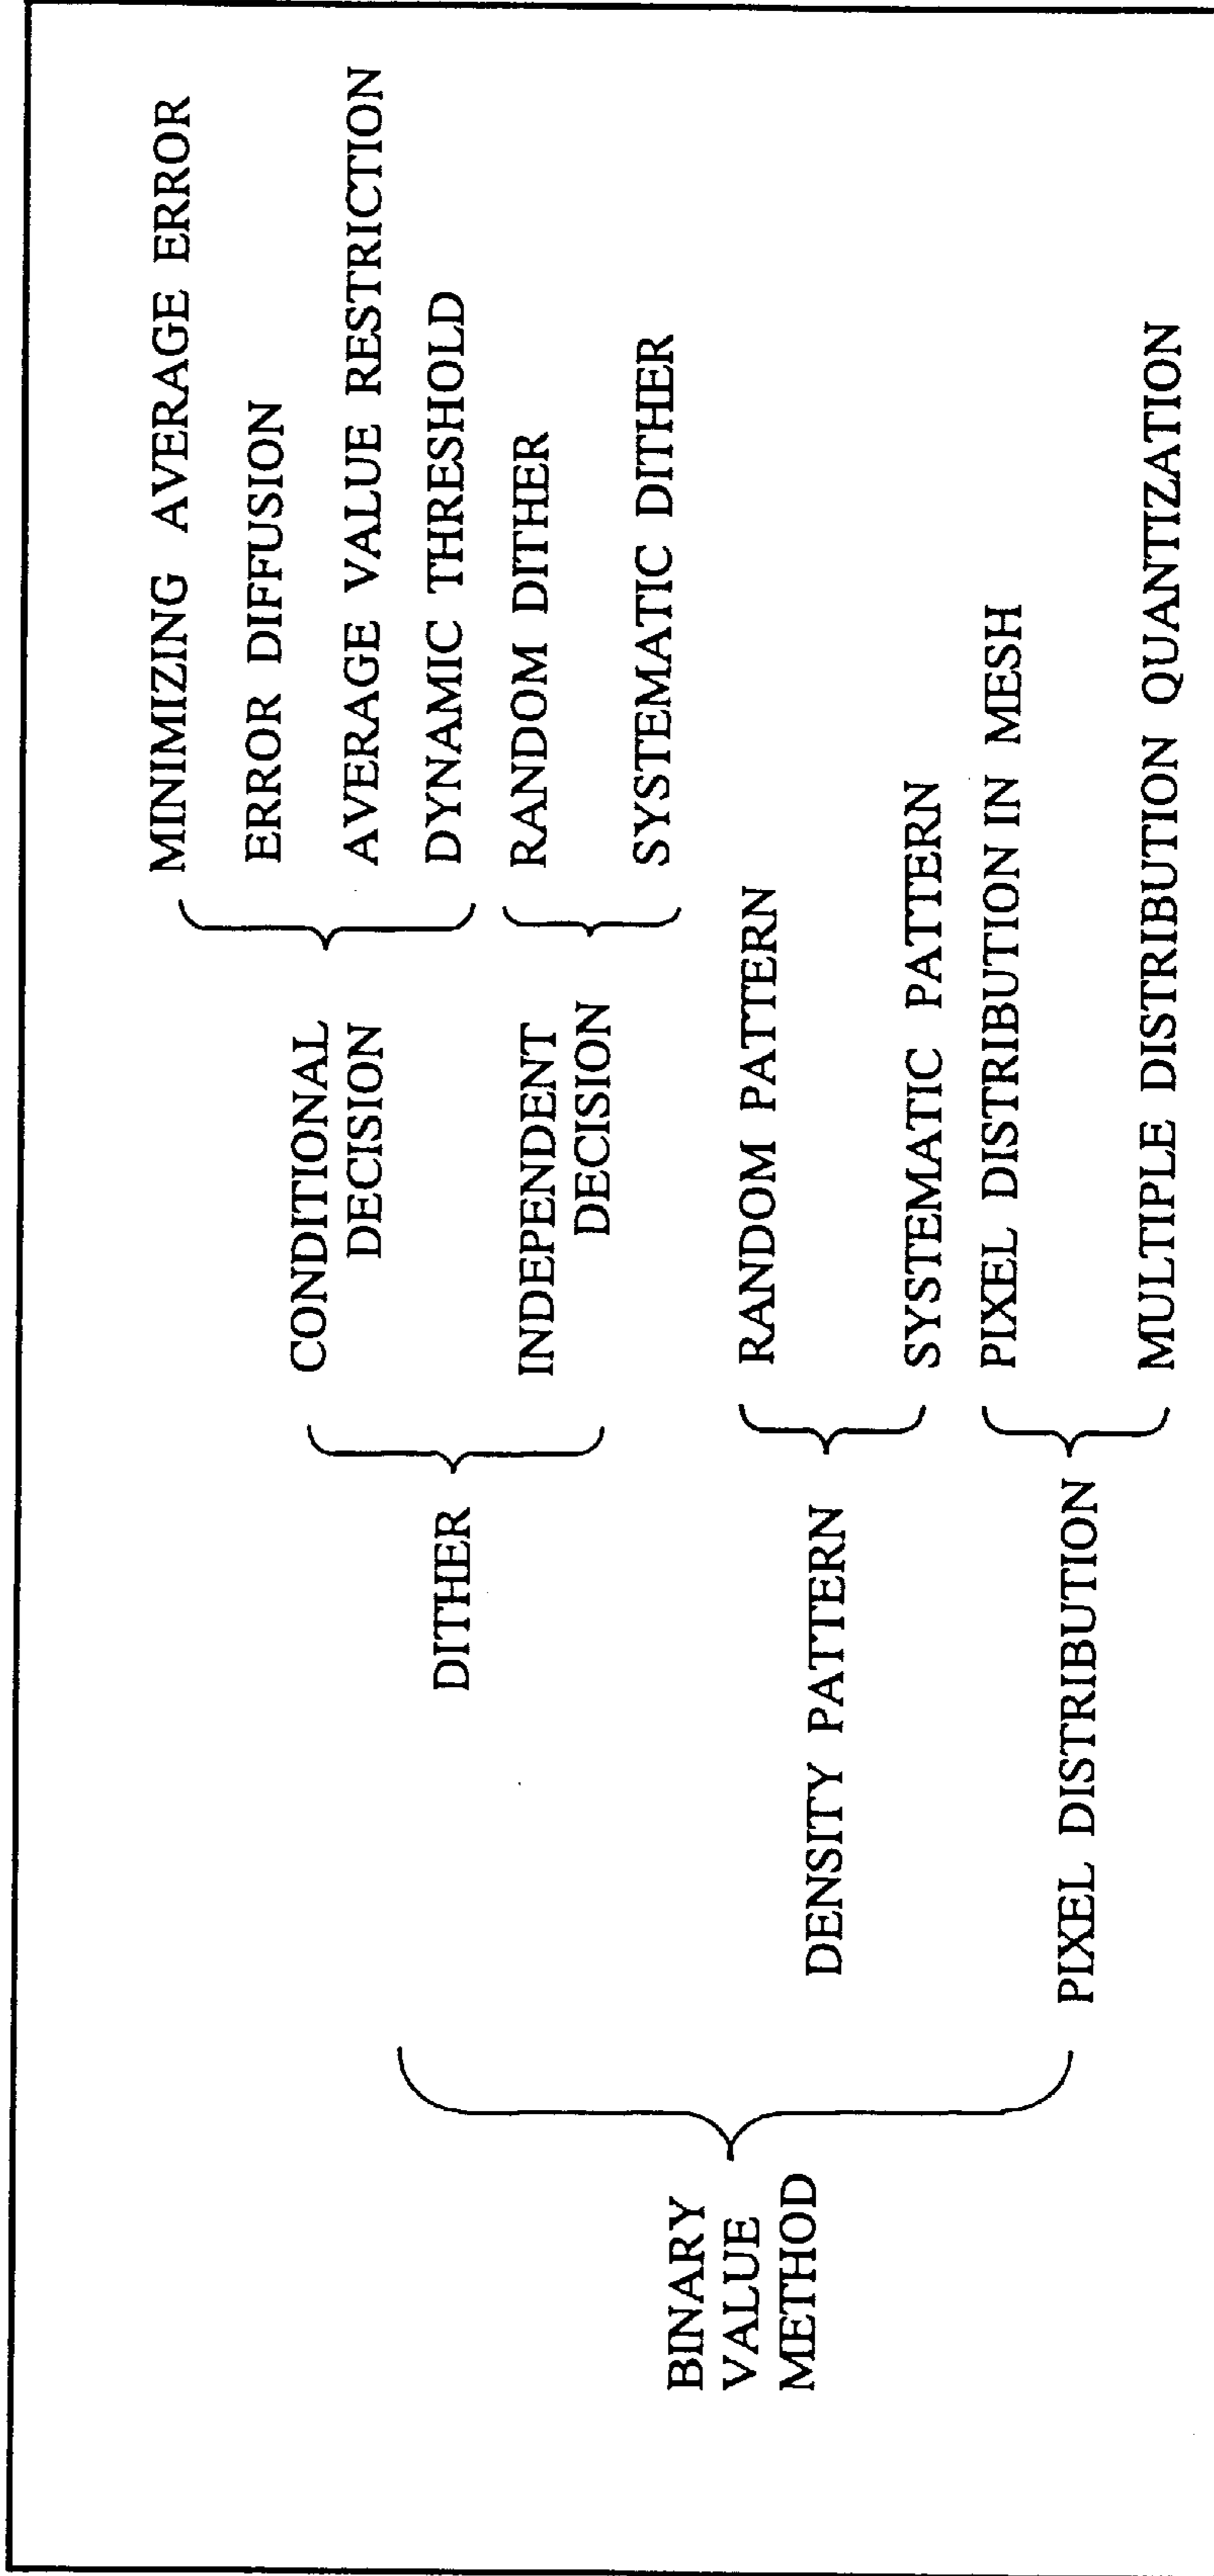 BINARY
VALUE
METHOD
DITHER
CONDITIONAL
DECISION
MINIMIZING AVERAGE ERROR
ERROR DIFFUSION
AVERAGE VALUE RESTRICTION
DYNAMIC THRESHOLD
INDEPENDENT
DECISION
RANDOM DITHER
SYSTEMATIC DITHER
DENSITY PATTERN
RANDOM PATTERN
SYSTEMATIC PATTERN
PIXEL DISTRIBUTION
PIXEL DISTRIBUTION IN MESH
MULTIPLE DISTRIBUTION QUANTIZATION